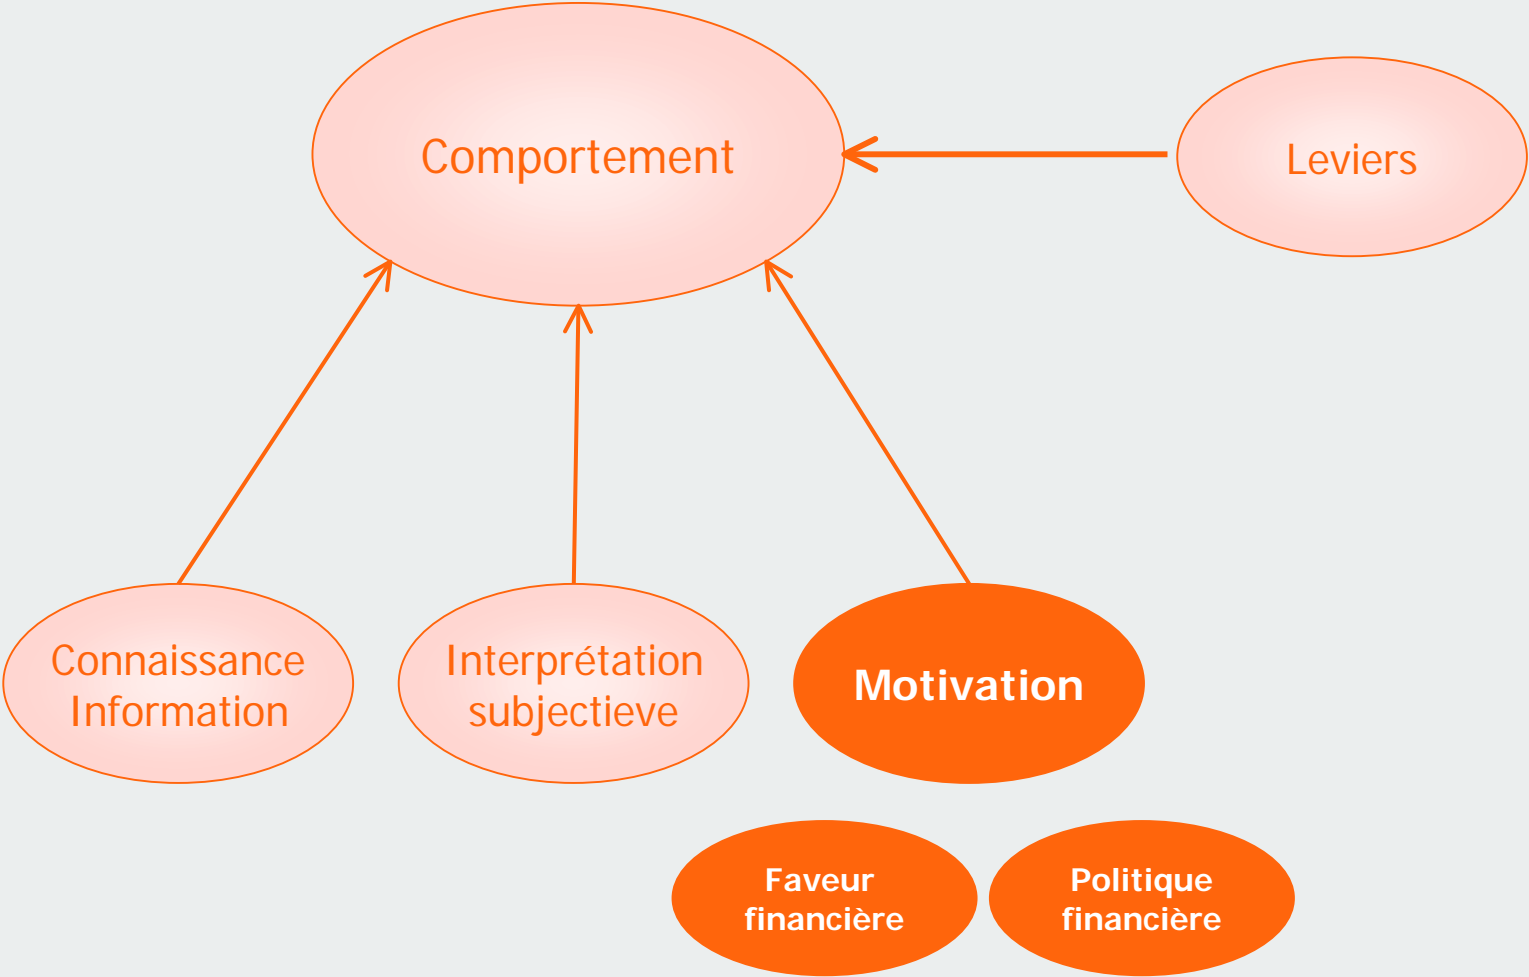 Comportement
Leviers
Connaissance
Information
Interprétation
subjectieve
Motivation
Faveur
financière
Politique
financière